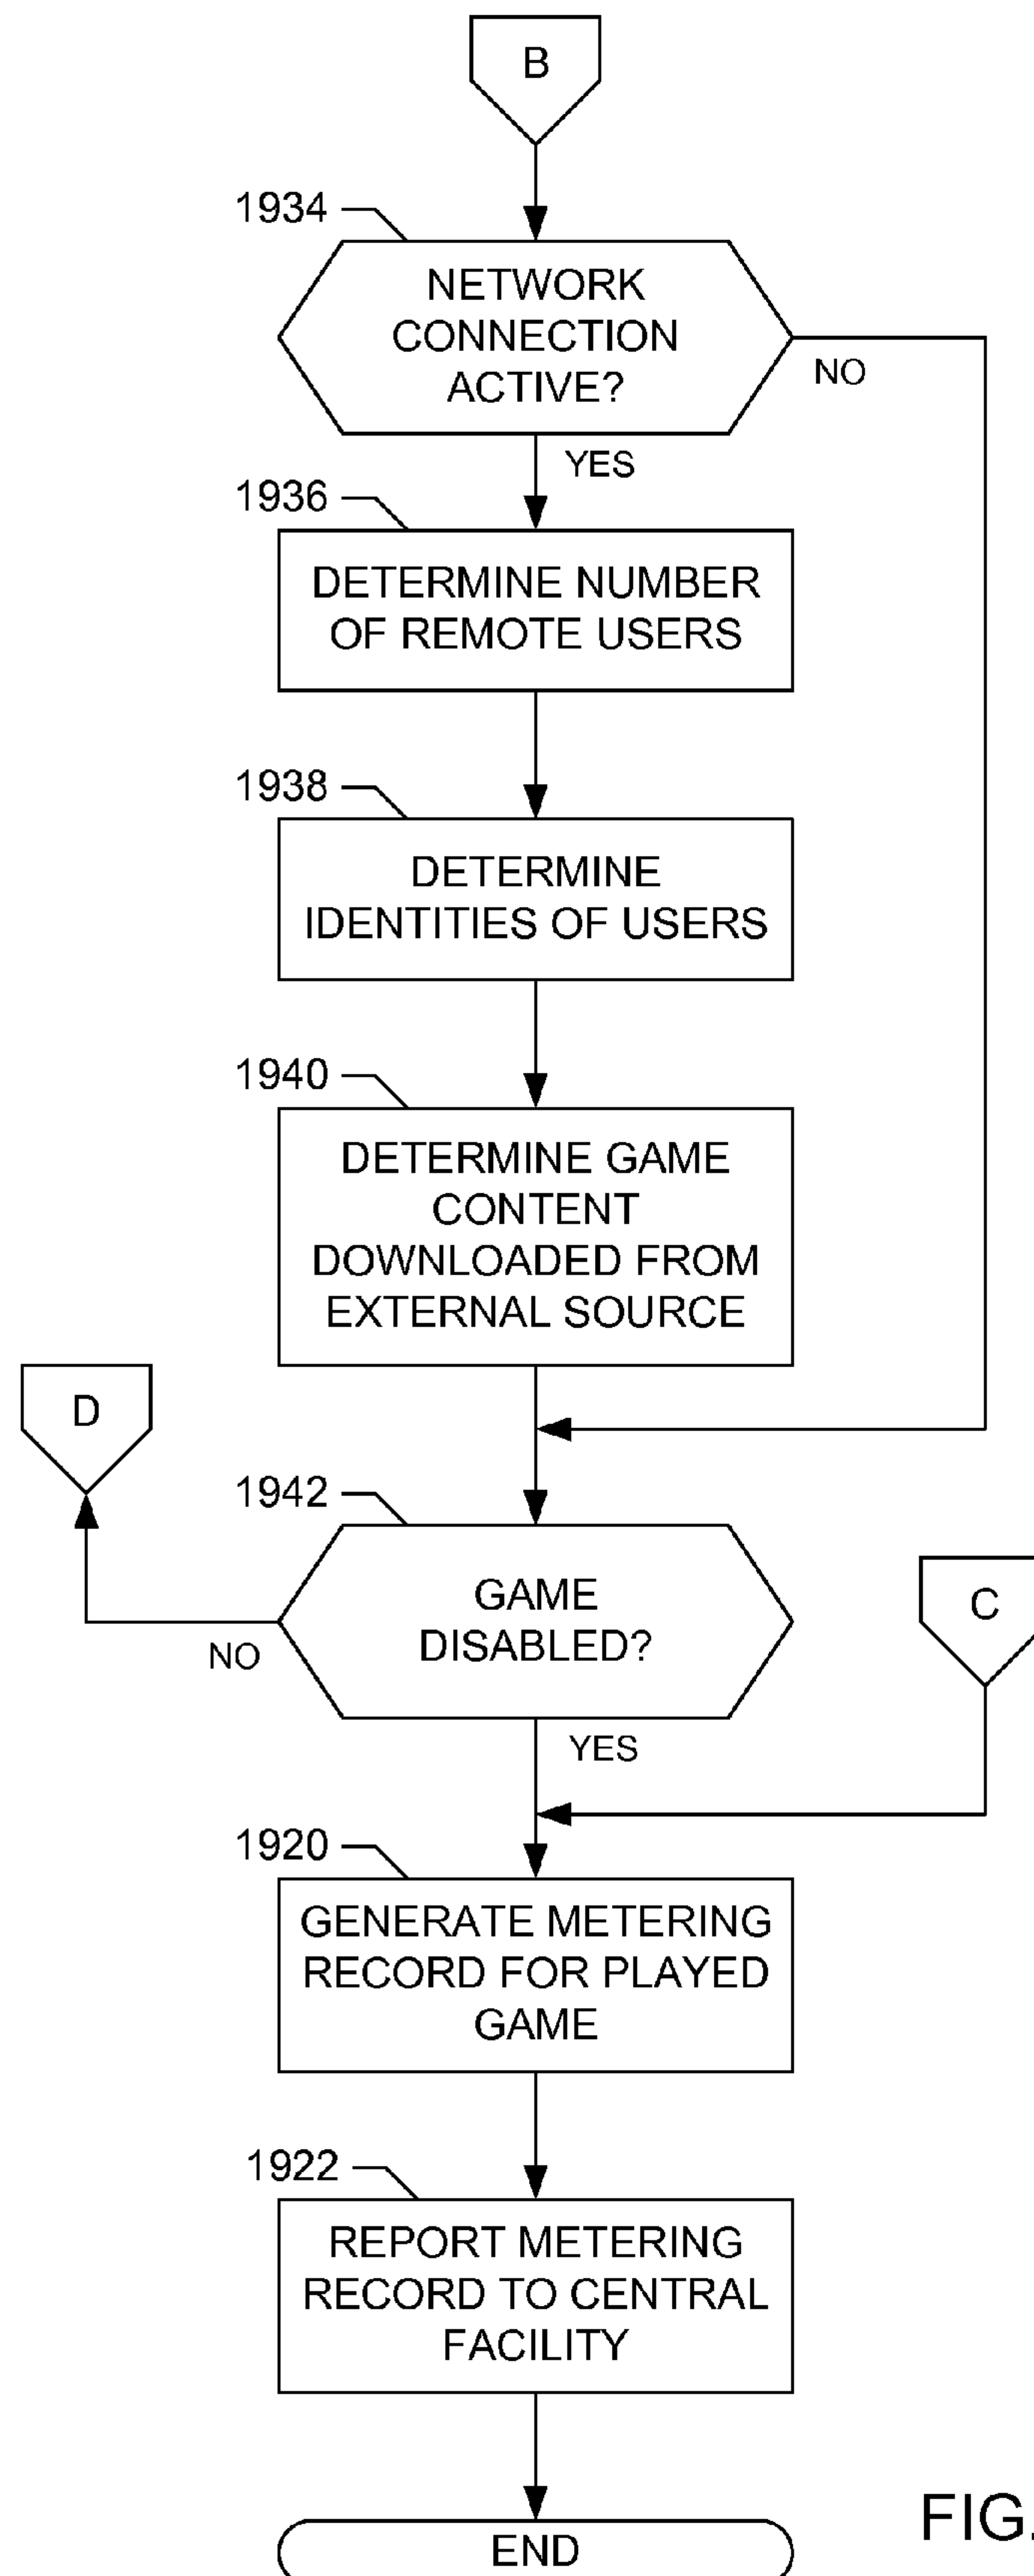 B
1934
NETWORK
CONNECTION
ACTIVE?
NO
YES
1936
DETERMINE NUMBER
OF REMOTE USERS
1938
DETERMINE
IDENTITIES OF USERS
1940
DETERMINE GAME
CONTENT
DOWNLOADED FROM
EXTERNAL SOURCE
D
1942
GAME
DISABLED?
C
NO
YES
1920
GENERATE METERING
RECORD FOR PLAYED
GAME
1922
REPORT METERING
RECORD TO CENTRAL
FACILITY
END
FIG.